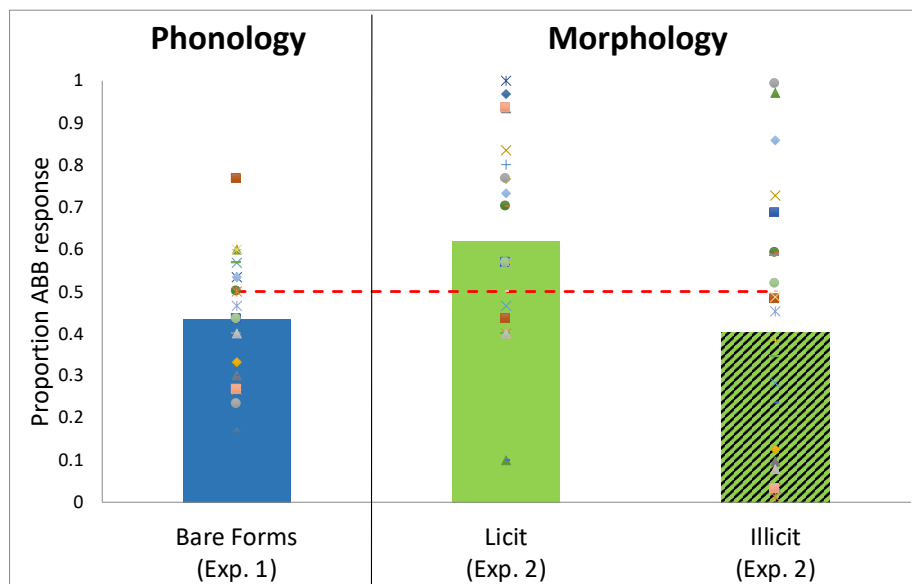 Phonology
Morphology
Proportion ABB response
1
0.9
0.8
0.7
0.6
0.5
0.4
0.3
0.2
0.1
0
Bare Forms
(Exp. 1)
Licit
(Exp. 2)
Illicit
(Exp. 2)